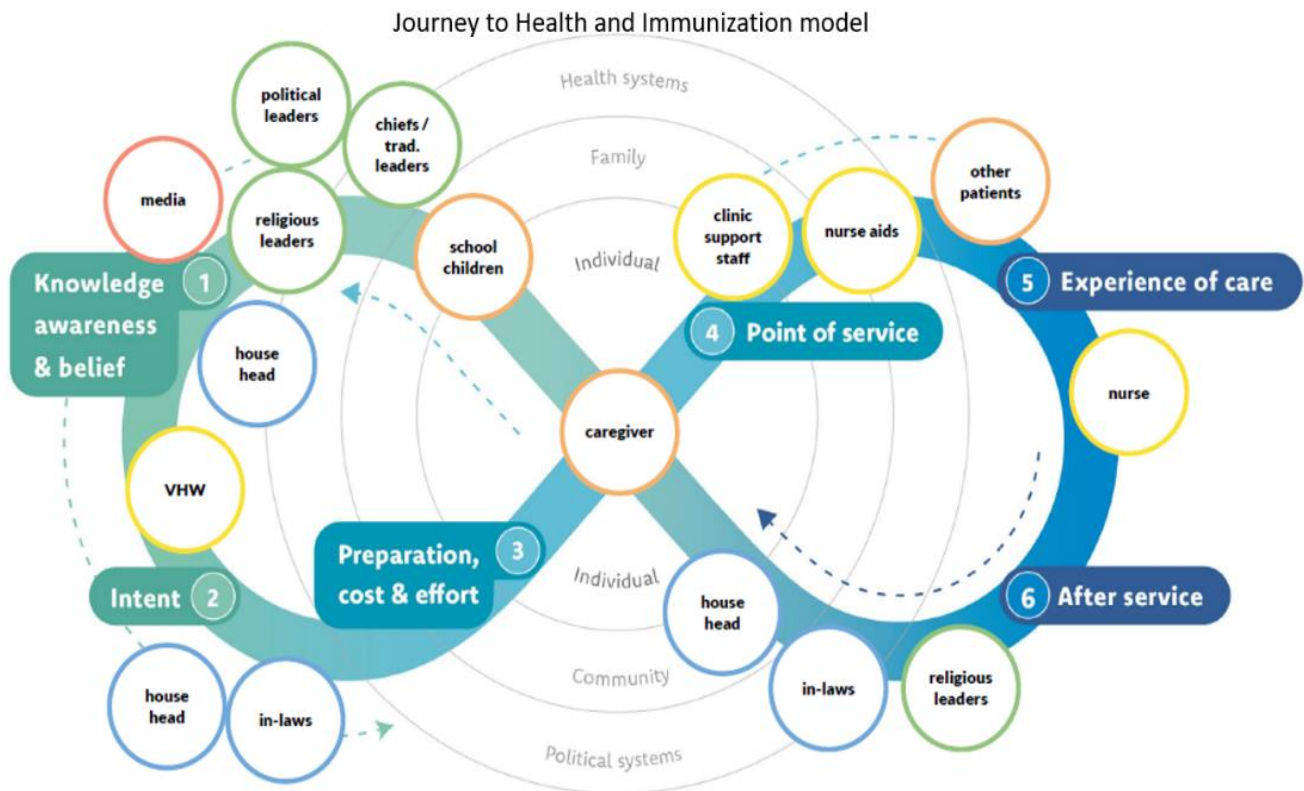 Journey to Health and Immunization model
Health systems
political
leaders
chiefs /
trad.
leaders
Family
media
religious
leaders
school
children
Individual
clinic
support
staff
nurse aids
other
patients
Knowledge 1
awareness
& belief
house
head
4 Point of service
5 Experience of care
nurse
caregiver
VHW
Preparation, 3
cost & effort
Intent 2
Individual
house
head
6 After service
Community
house
head
in-laws
in-laws
religious
leaders
Political systems